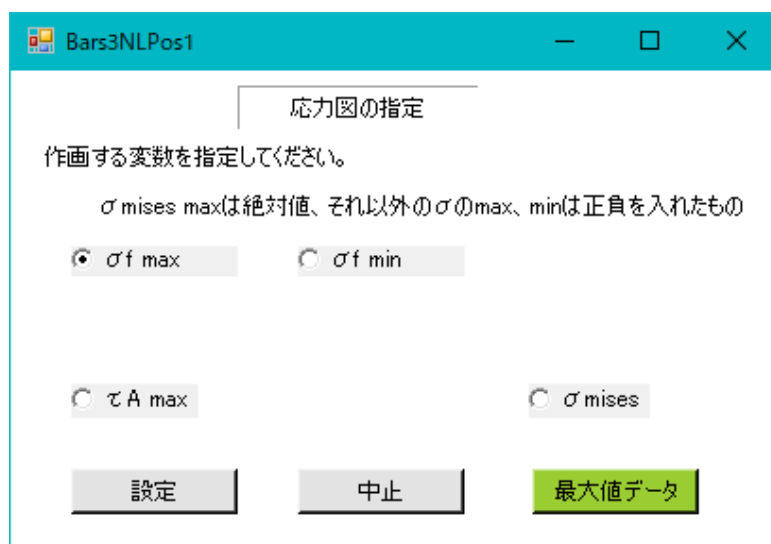 Bars3NLPos1
応力図の指定
作画する変数を指定してください。
σmises maxは絶対値、それ以外のσのmax、minは正負を入れたもの
σf max σf min
τA max σmises
設定 中止 最大値データ